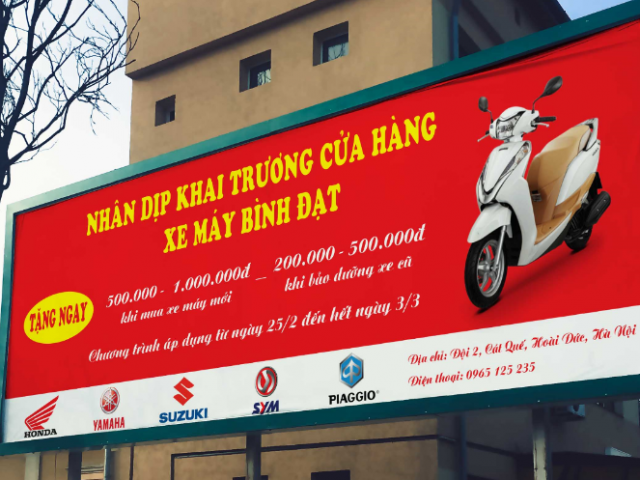 NHÂN DỊP KHAI TRƯƠNG CỬA HÀNG
XE MÁY BÌNH ĐẠT
TẶNG NGAY
500.000 - 1.000.000đ – 200.000 - 500.000đ
khi mua xe máy mới khi bảo dưỡng xe cũ
Chương trình áp dụng từ ngày 25/2 đến hết ngày 3/3
HONDA
YAMAHA
SUZUKI
SYM
PIAGGIO
Địa chỉ: Đội 2, Cát Quế, Hoài Đức, Hà Nội
Điện thoại: 0965 125 235